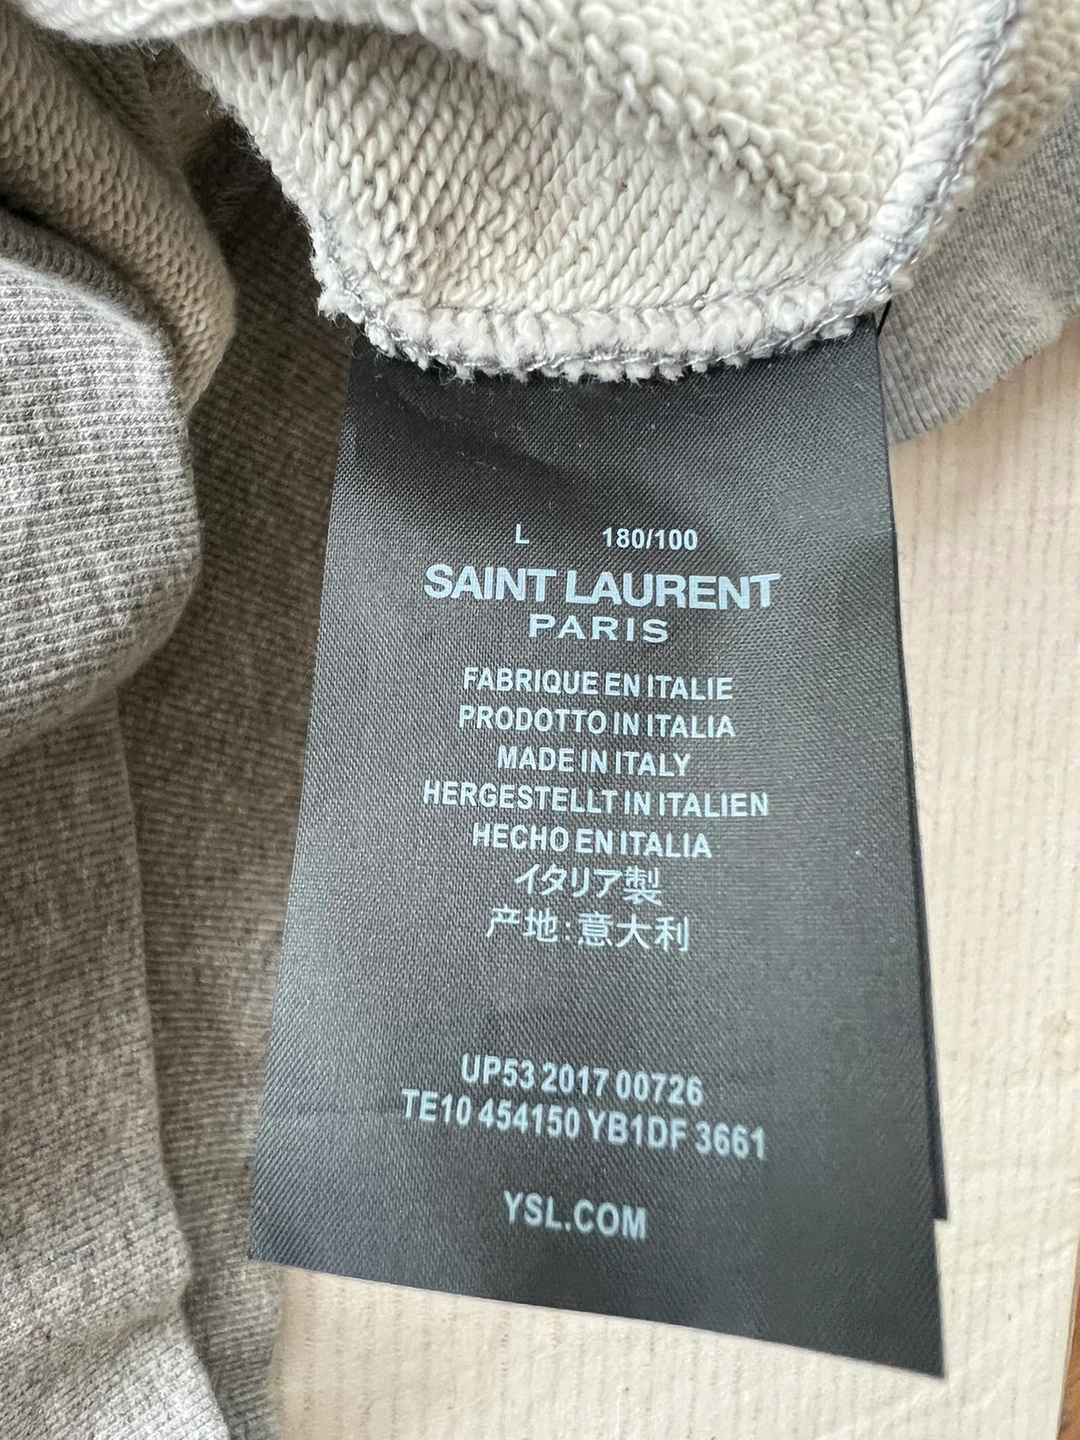 L 180/100
SAINT LAURENT
PARIS
FABRIQUE EN ITALIE
PRODOTTO IN ITALIA
MADE IN ITALY
HERGESTELLT IN ITALIEN
HECHO EN ITALIA
イタリア製
产地:意大利
UP53 2017 00726
TE10 454150 YB1DF 3661
YSL.COM